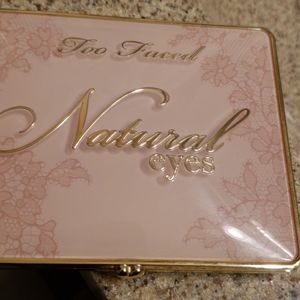 Too Faced
Natural
eyes